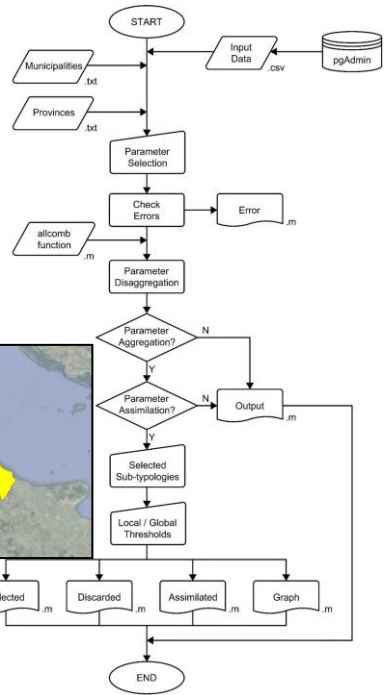 START
Input
Data
.csv
pgAdmin
Municipalities
.txt
Provinces
.txt
Parameter
Selection
Check
Errors
Error
.m
allcomb
function
.m
Parameter
Disaggregation
Parameter
Aggregation?
N
Y
Parameter
Assimilation?
N
Output
.m
Y
Selected
Sub-typologies
Local / Global
Thresholds
lected
.m
Discarded
.m
Assimilated
.m
Graph
.m
END